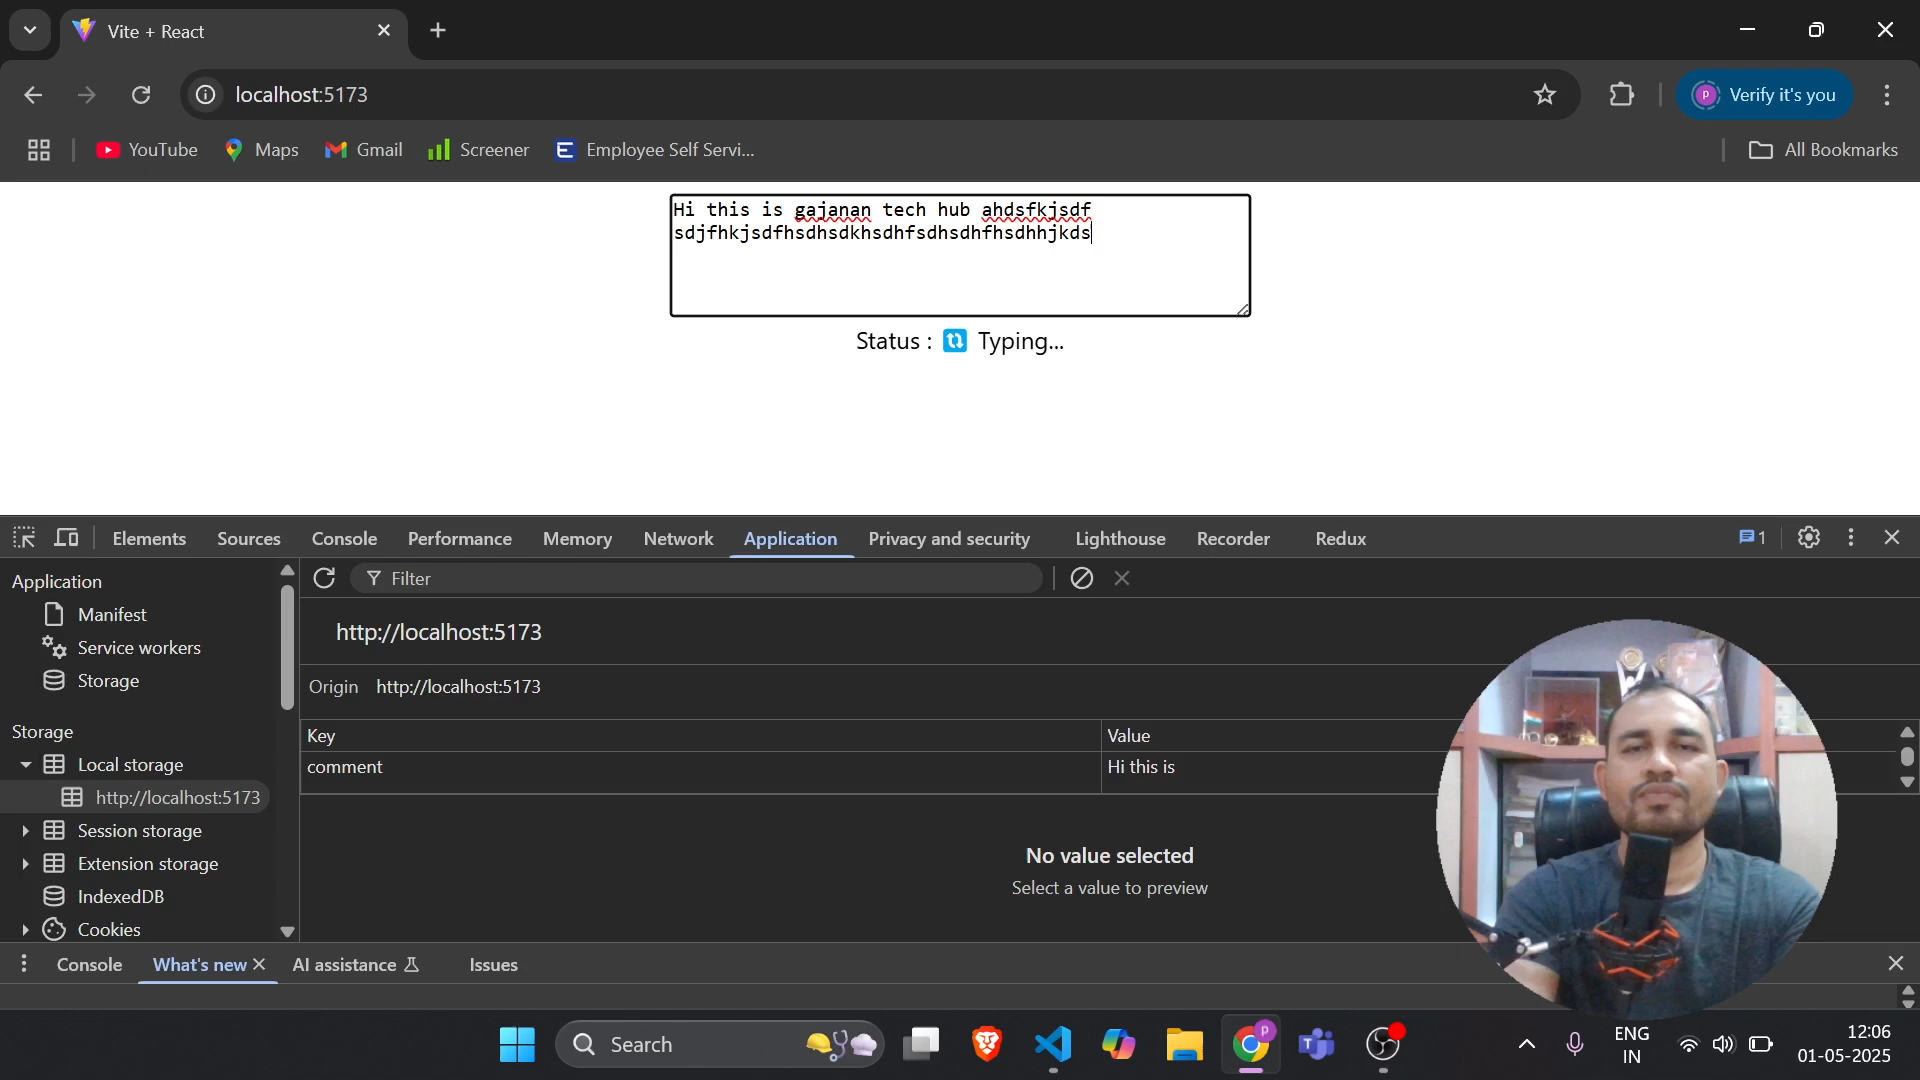 Vite + React
localhost:5173
Verify it's you
YouTube
Maps
Gmail
Screener
Employee Self Servi...
All Bookmarks
Hi this is gajanan tech hub ahdsfkjsdf
sdjfhkjsdfhsdhsdkhsdhfsdhsdhfhsdhhjkds
Status : Typing...
Elements
Sources
Console
Performance
Memory
Network
Application
Privacy and security
Lighthouse
Recorder
Redux
1
Application
Manifest
Service workers
Storage
Storage
Local storage
http://localhost:5173
Session storage
Extension storage
IndexedDB
Cookies
Filter
http://localhost:5173
Origin http://localhost:5173
Key Value
comment Hi this is
No value selected
Select a value to preview
Console
What's new
AI assistance
Issues
Search
P
ENG
IN
12:06
01-05-2025